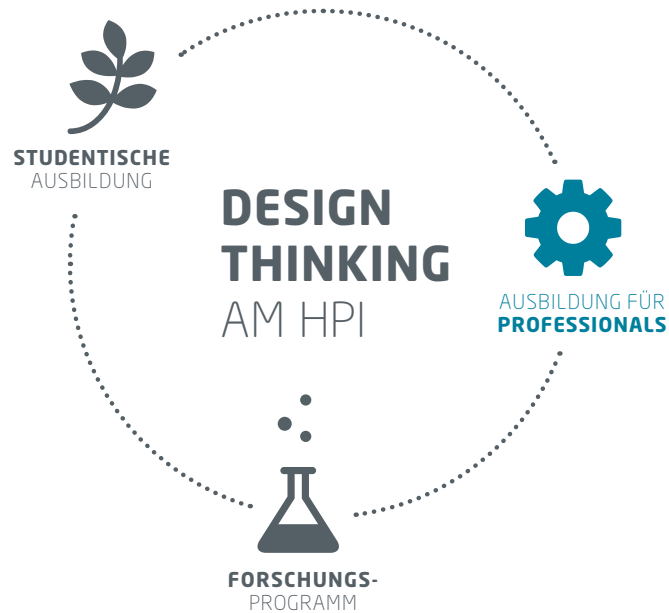 STUDENTISCHE
AUSBILDUNG
DESIGN
THINKING
AM HPI
AUSBILDUNG FÜR
PROFESSIONALS
FORSCHUNGS-
PROGRAMM